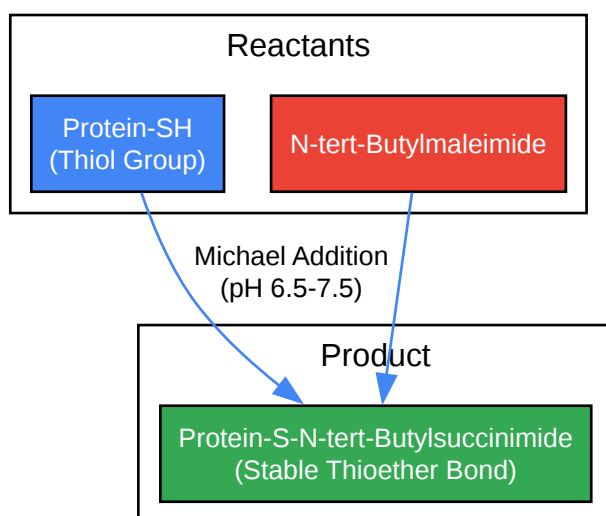 Reactants
Protein-SH
(Thiol Group)
N-tert-Butylmaleimide
Michael Addition
(pH 6.5-7.5)
Product
Protein-S-N-tert-Butylsuccinimide
(Stable Thioether Bond)